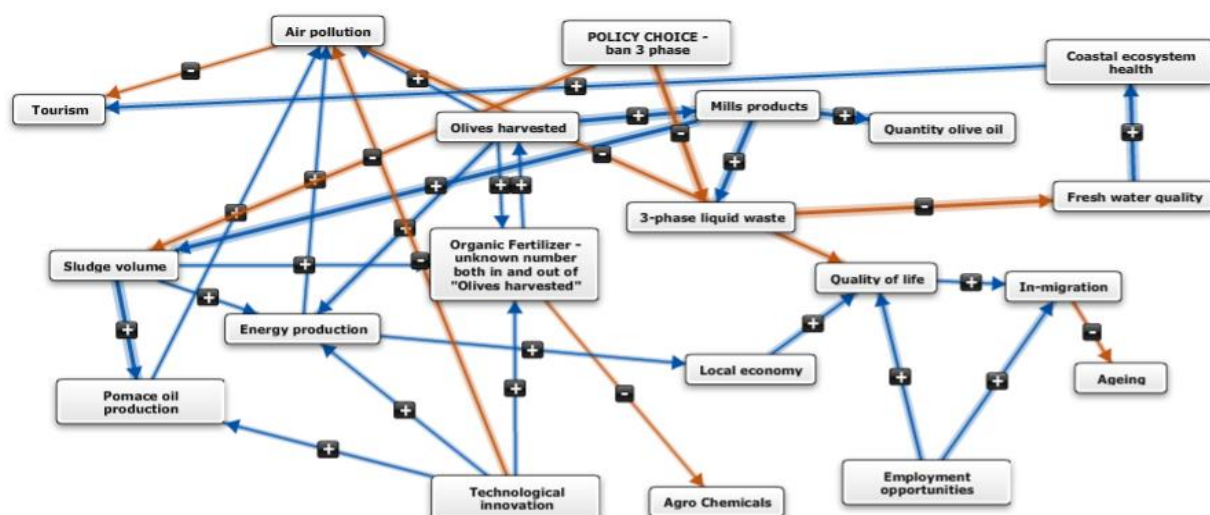 Air pollution
POLICY CHOICE -
ban 3 phase
Coastal ecosystem
health
-
+
+
Tourism
Mills products
Olives harvested
+
+
Quantity olive oil
-
-
-
+
+
+
+
+
+
Fresh water quality
3-phase liquid waste
-
+
+
Organic Fertilizer -
unknown number
both in and out of
"Olives harvested"
Sludge volume
+
-
Quality of life
+
In-migration
+
+
Energy production
+
+
-
Local economy
Ageing
Pomace oil
production
+
+
-
+
+
+
Technological
innovation
Agro Chemicals
Employment
opportunities